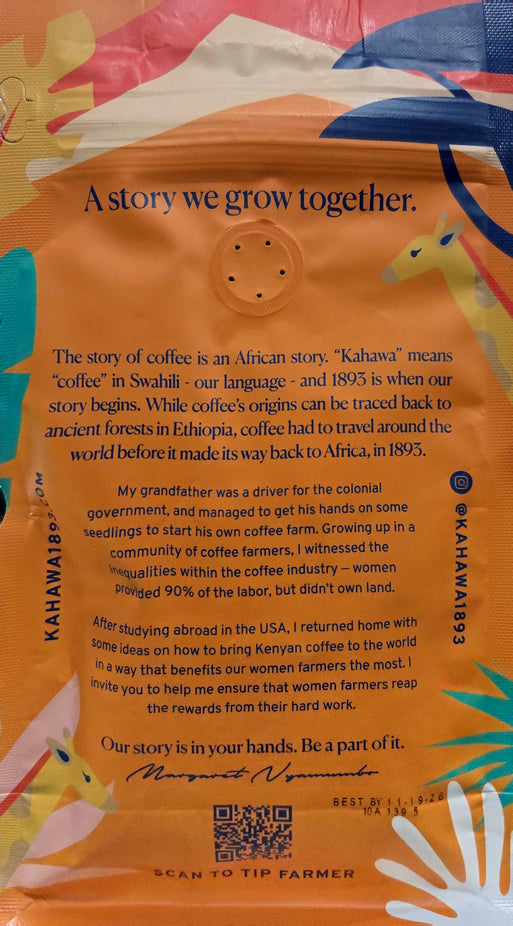 A story we grow together.
The story of coffee is an African story. “Kahawa” means
“coffee” in Swahili - our language - and 1893 is when our
story begins. While coffee’s origins can be traced back to
ancient forests in Ethiopia, coffee had to travel around the
world before it made its way back to Africa, in 1893.
My grandfather was a driver for the colonial
government, and managed to get his hands on some
seedlings to start his own coffee farm. Growing up in a
community of coffee farmers, I witnessed the
inequalities within the coffee industry – women
provided 90% of the labor, but didn’t own land.
After studying abroad in the USA, I returned home with
some ideas on how to bring Kenyan coffee to the world
in a way that benefits our women farmers the most. I
invite you to help me ensure that women farmers reap
the rewards from their hard work.
Our story is in your hands. Be a part of it.
Margaret Nyamumbo
BEST BY 11-19-26
10A 139 5
SCAN TO TIP FARMER
KAHAWA1893.COM
@KAHAWA1893